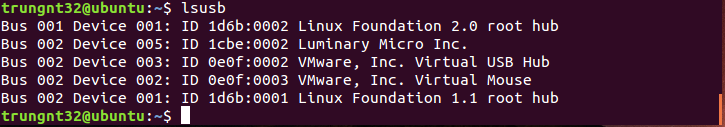 trungnt32@ubuntu:~$ lsusb
Bus 001 Device 001: ID 1d6b:0002 Linux Foundation 2.0 root hub
Bus 002 Device 005: ID 1cbe:0002 Luminary Micro Inc.
Bus 002 Device 003: ID 0e0f:0002 VMware, Inc. Virtual USB Hub
Bus 002 Device 002: ID 0e0f:0003 VMware, Inc. Virtual Mouse
Bus 002 Device 001: ID 1d6b:0001 Linux Foundation 1.1 root hub
trungnt32@ubuntu:~$